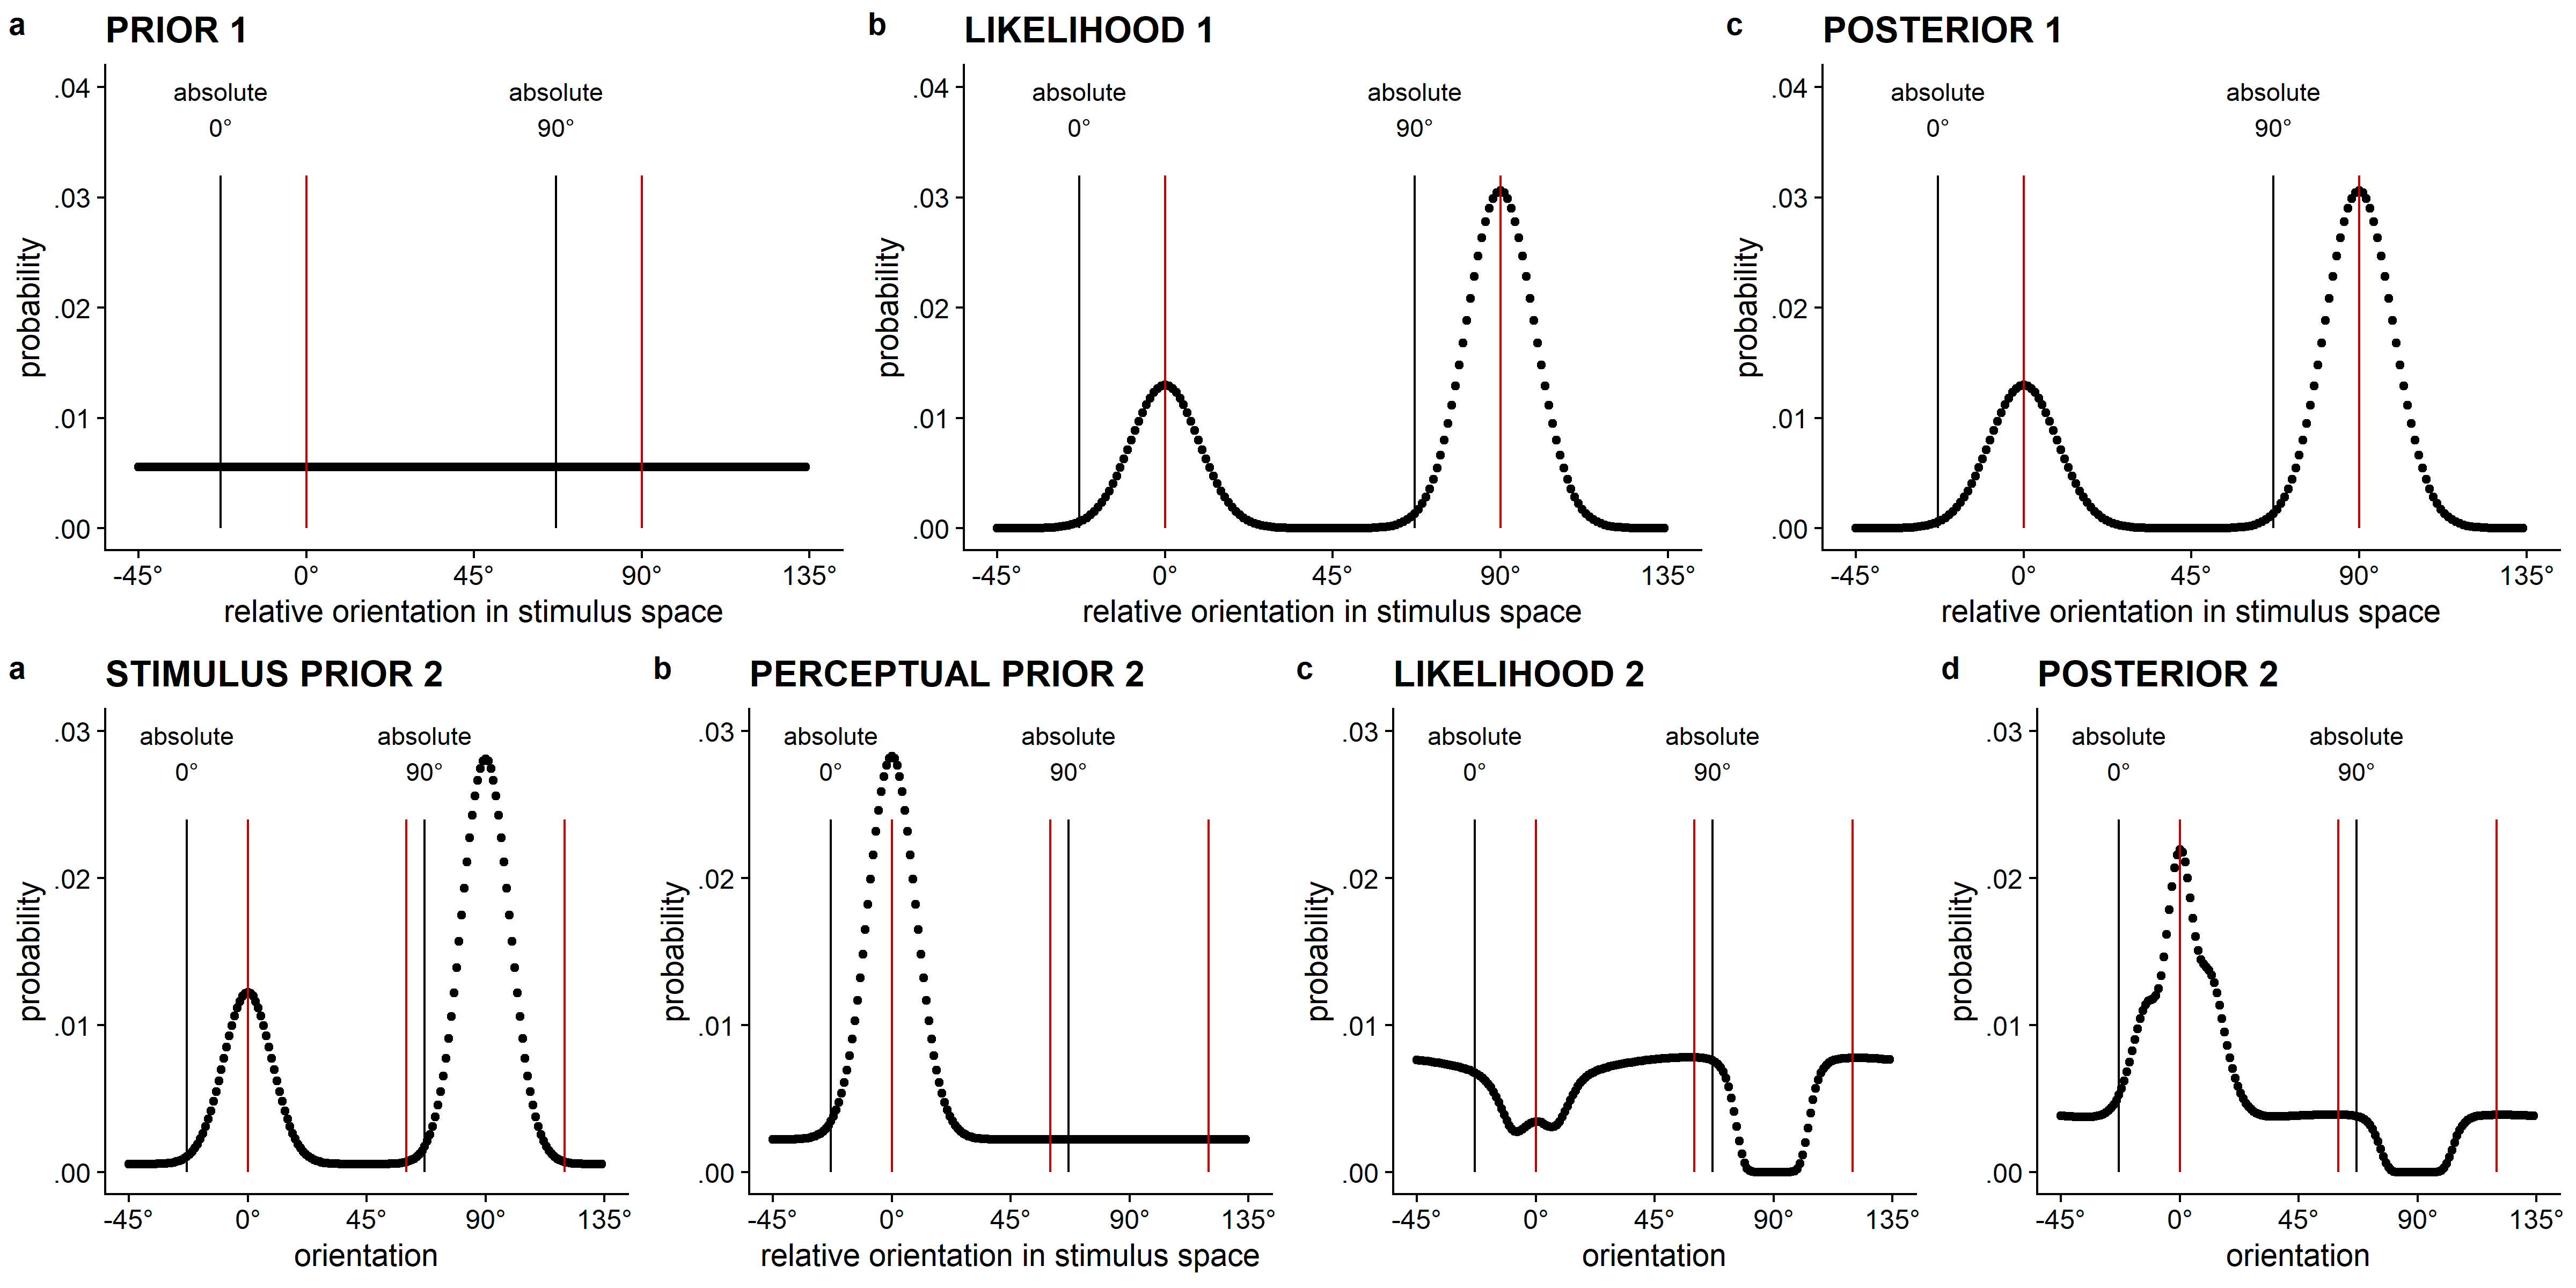 a PRIOR 1
.04
.03
.02
.01
.00
absolute
0°
absolute
90°
probability
-45° 0° 45° 90° 135°
relative orientation in stimulus space
b LIKELIHOOD 1
.04
.03
.02
.01
.00
absolute
0°
absolute
90°
probability
-45° 0° 45° 90° 135°
relative orientation in stimulus space
c POSTERIOR 1
.04
.03
.02
.01
.00
absolute
0°
absolute
90°
probability
-45° 0° 45° 90° 135°
relative orientation in stimulus space
a STIMULUS PRIOR 2
.03
.02
.01
.00
absolute
0°
absolute
90°
probability
-45° 0° 45° 90° 135°
orientation
b PERCEPTUAL PRIOR 2
.03
.02
.01
.00
absolute
0°
absolute
90°
probability
-45° 0° 45° 90° 135°
relative orientation in stimulus space
c LIKELIHOOD 2
.03
.02
.01
.00
absolute
0°
absolute
90°
probability
-45° 0° 45° 90° 135°
orientation
d POSTERIOR 2
.03
.02
.01
.00
absolute
0°
absolute
90°
probability
-45° 0° 45° 90° 135°
orientation